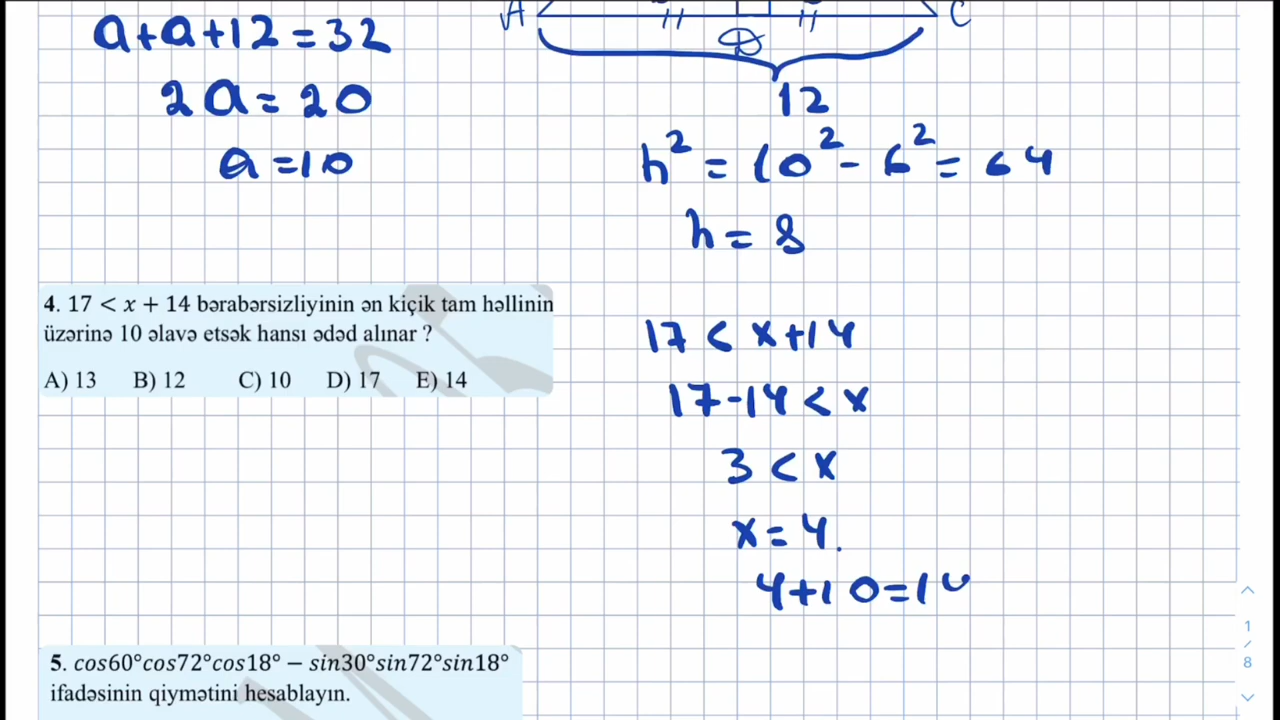 a+a+12=32
2a=20
a=10
A
C
D
12
h²=10²-6²=64
h=8
4. 17 < x + 14 bərabərsizliyinin ən kiçik tam həllinin
üzərinə 10 əlavə etsək hansı ədəd alınar ?
A) 13 B) 12 C) 10 D) 17 E) 14
17<x+14
17-14<x
3<x
x=4.
4+10=14
5. cos60°cos72°cos18° − sin30°sin72°sin18°
ifadəsinin qiymətini hesablayın.
1
/
8